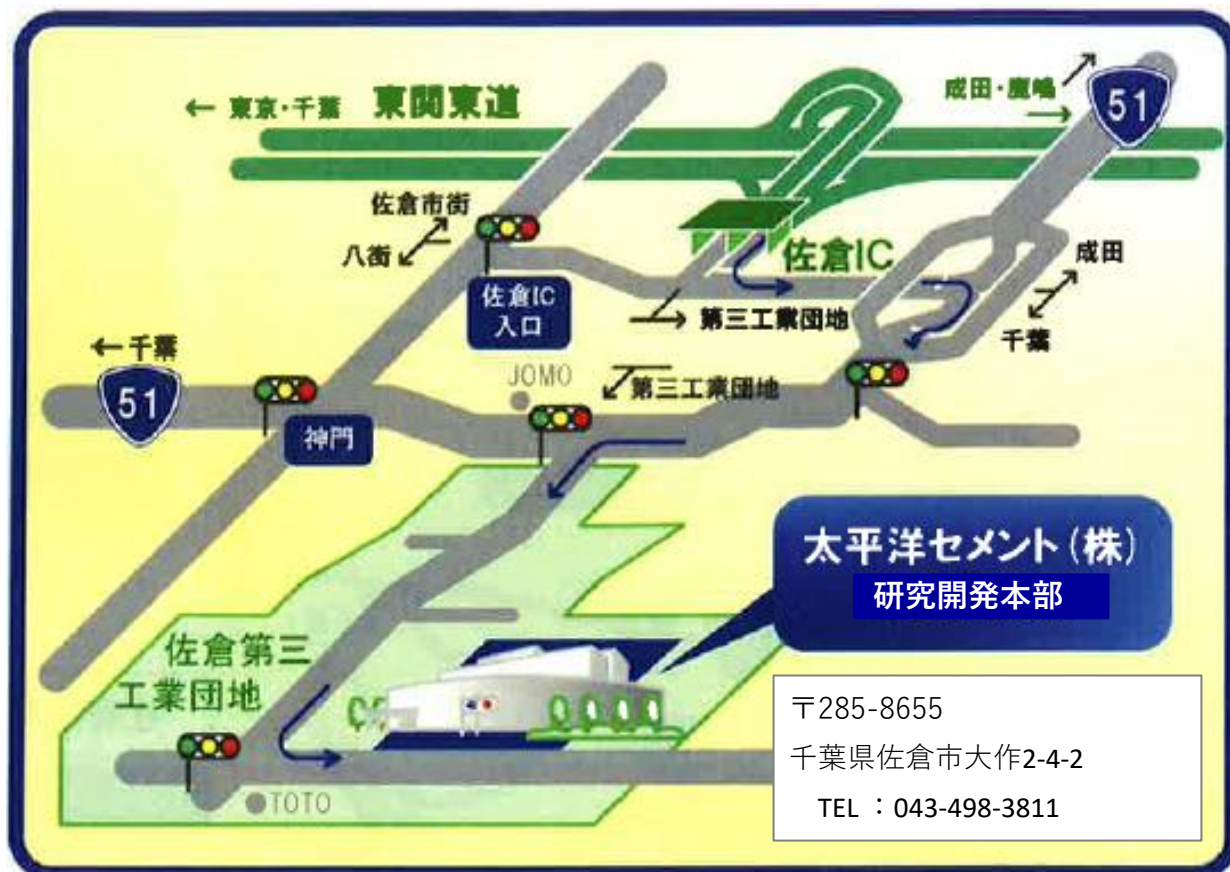 ← 東京・千葉 東関東道
成田・鹿嶋
51
佐倉市街
八街
佐倉IC
成田
佐倉IC
入口
第三工業団地
千葉
← 千葉
JOMO
第三工業団地
51
神門
太平洋セメント(株)
研究開発本部
佐倉第三
工業団地
〒285-8655
千葉県佐倉市大作2-4-2
TEL :043-498-3811
TOTO